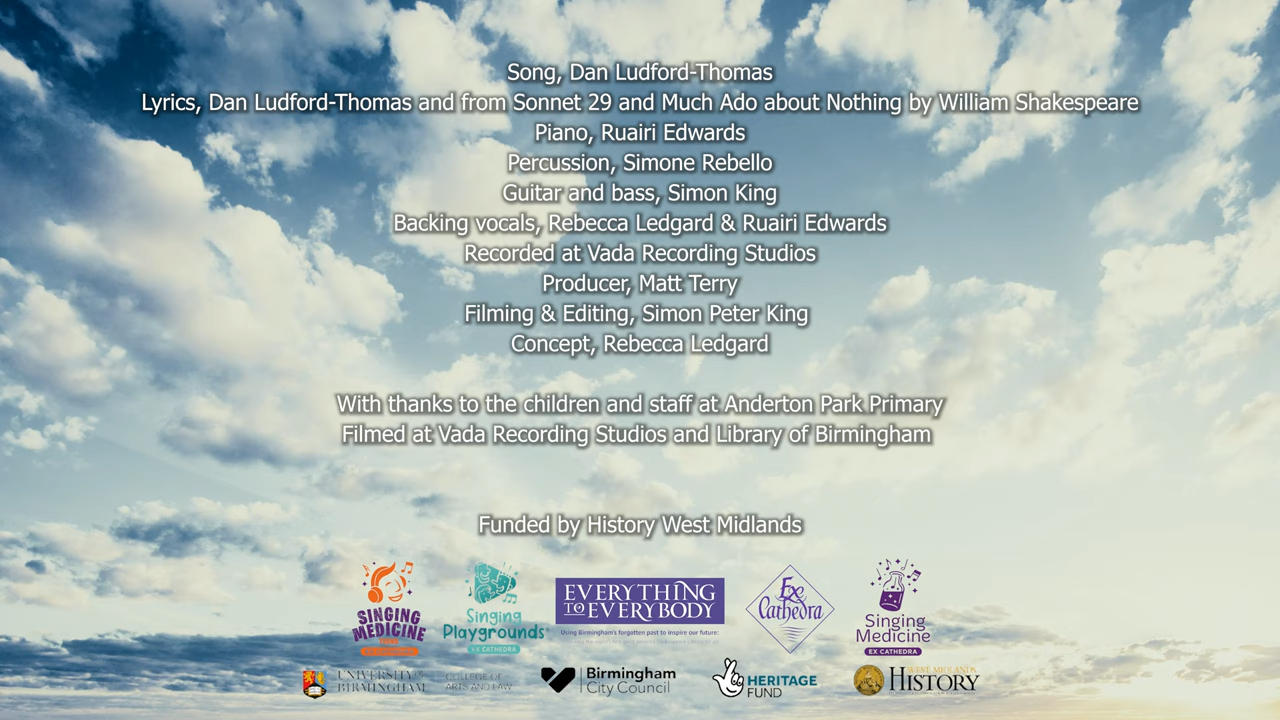 Song, Dan Ludford-Thomas
Lyrics, Dan Ludford-Thomas and from Sonnet 29 and Much Ado about Nothing by William Shakespeare
Piano, Ruairi Edwards
Percussion, Simone Rebello
Guitar and bass, Simon King
Backing vocals, Rebecca Ledgard & Ruairi Edwards
Recorded at Vada Recording Studios
Producer, Matt Terry
Filming & Editing, Simon Peter King
Concept, Rebecca Ledgard
With thanks to the children and staff at Anderton Park Primary
Filmed at Vada Recording Studios and Library of Birmingham
Funded by History West Midlands
SINGING
MEDICINE
Singing
Playgrounds
EX CATHEDRA
EVERYTHING
TO EVERYBODY
Using Birmingham's forgotten past to inspire our future:
Ex
Cathedra
Singing
Medicine
EX CATHEDRA
UNIVERSITY OF
BIRMINGHAM
COLLEGE OF
ARTS AND LAW
Birmingham
City Council
HERITAGE
FUND
WEST MIDLANDS
HISTORY